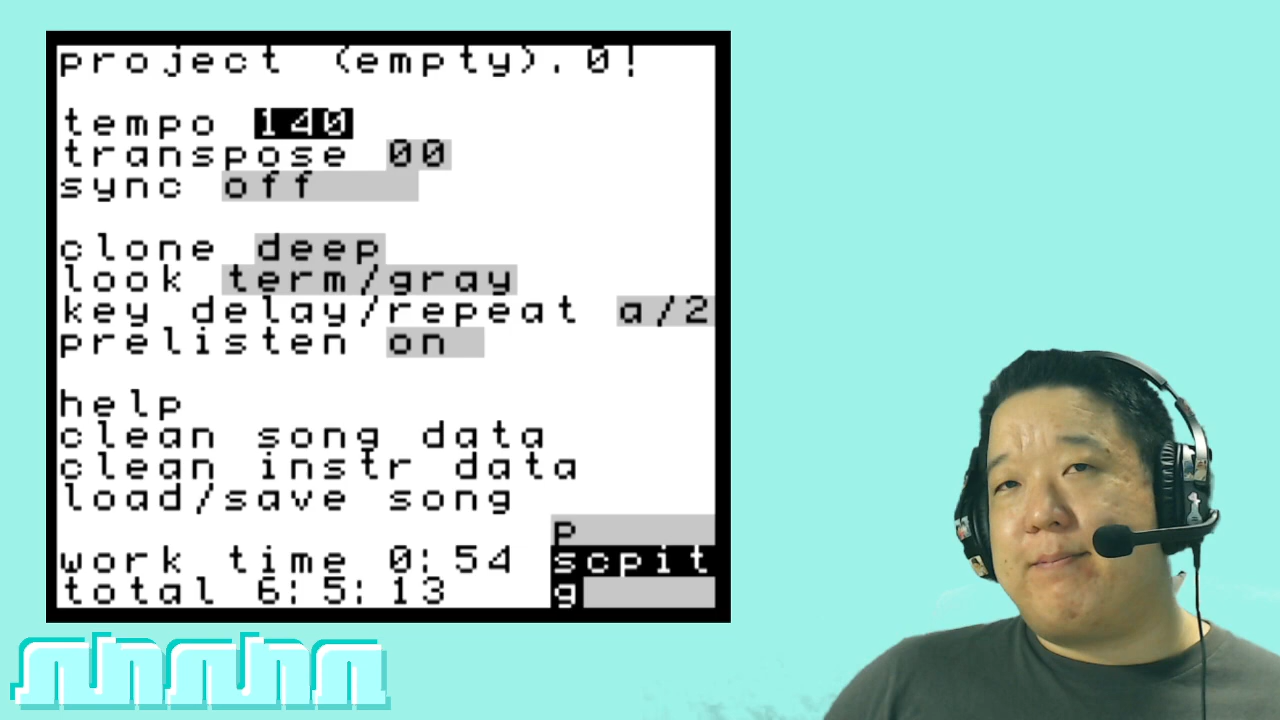 project (empty).0!
tempo 140
transpose 00
sync off
clone deep
look term/gray
key delay/repeat a/2
prelisten on
help
clean song data
clean instr data
load/save song
p
work time 0:54 scpit
total 6:5:13 g